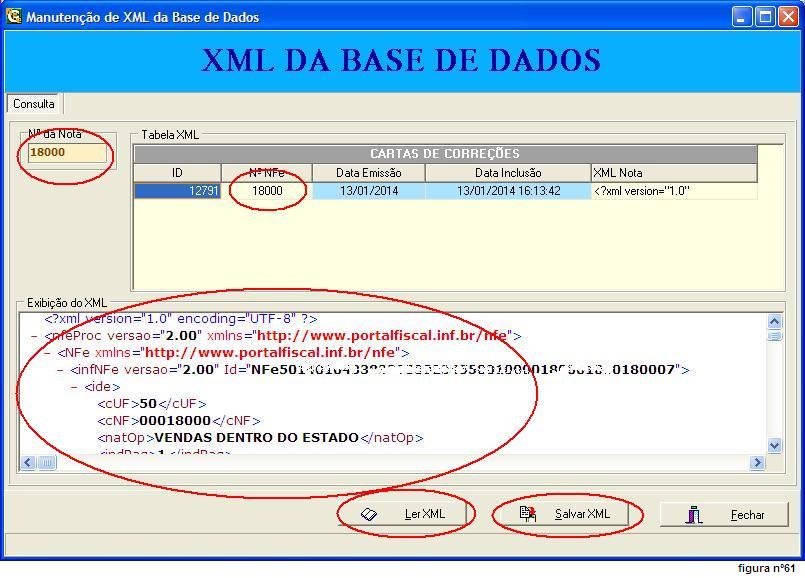 Manutenção de XML da Base de Dados
XML DA BASE DE DADOS
Consulta
Nº da Nota
18000
Tabela XML
CARTAS DE CORREÇÕES
ID Nº NFe Data Emissão Data Inclusão XML Nota
12791 18000 13/01/2014 13/01/2014 16:13:42 <?xml version="1.0"
Exibição do XML
<?xml version="1.0" encoding="UTF-8" ?>
- <nfeProc versao="2.00" xmlns="http://www.portalfiscal.inf.br/nfe">
- <NFe xmlns="http://www.portalfiscal.inf.br/nfe">
- <infNFe versao="2.00"
- <ide>
<cUF>50</cUF>
<cNF>00018000</cNF>
<natOp>VENDAS DENTRO DO ESTADO</natOp>
<indPag>1</indPag>
Ler XML
Salvar XML
Fechar
figura nº61